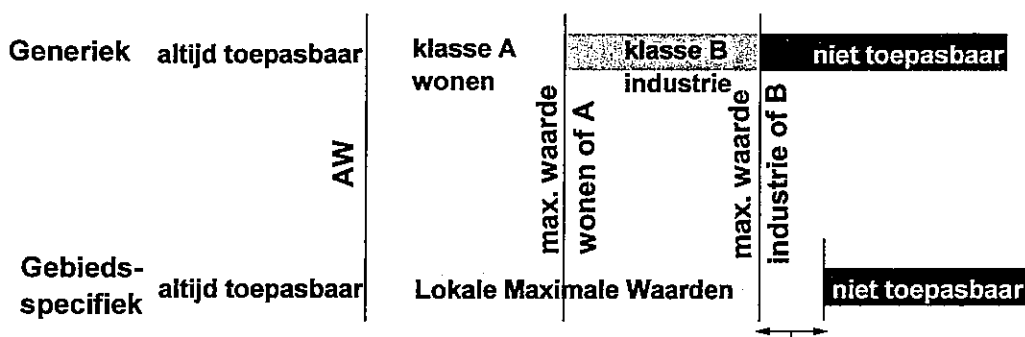 Generiek
altijd toepasbaar
klasse A
wonen
klasse B
industrie
niet toepasbaar
AW
max. waarde
wonen of A
max. waarde
industrie of B
Gebieds-
specifiek
altijd toepasbaar
Lokale Maximale Waarden
niet toepasbaar